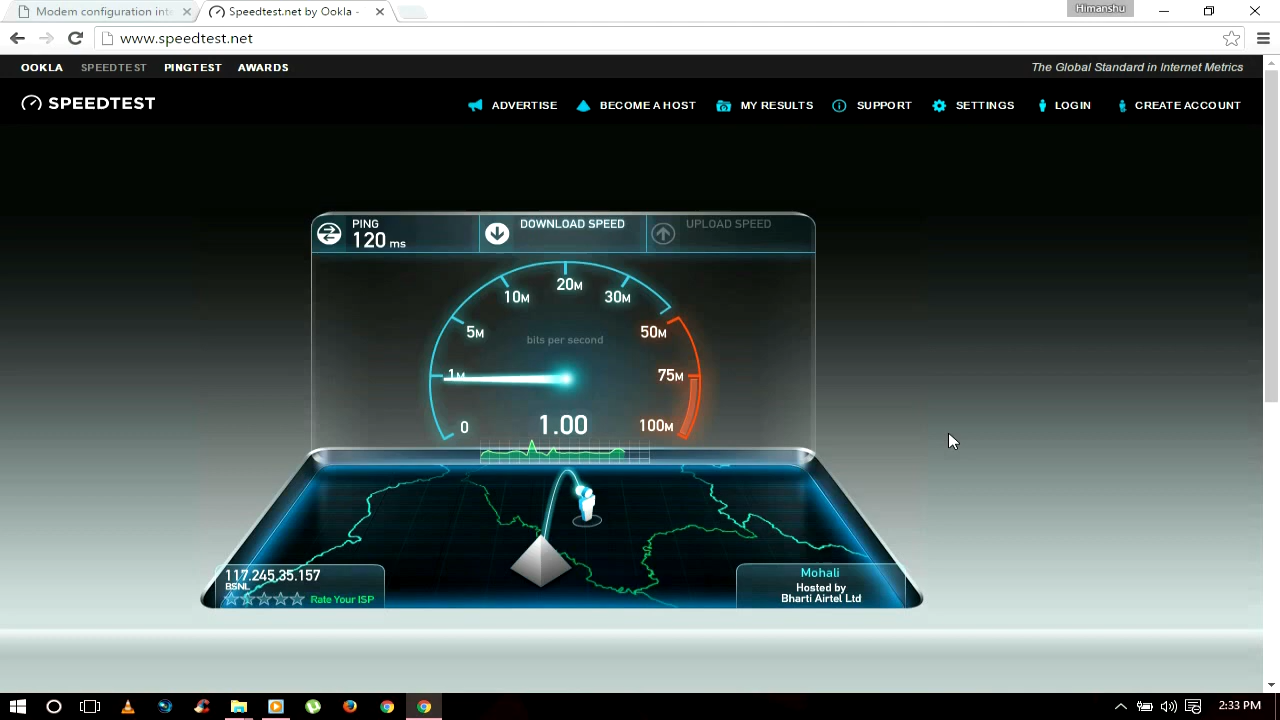 Modem configuration inte
Speedtest.net by Ookla -
Himanshu
www.speedtest.net
OOKLA SPEEDTEST PINGTEST AWARDS
The Global Standard in Internet Metrics
SPEEDTEST
ADVERTISE BECOME A HOST MY RESULTS SUPPORT SETTINGS LOGIN CREATE ACCOUNT
PING
120 ms
DOWNLOAD SPEED
UPLOAD SPEED
20M
10M 30M
5M 50M
bits per second
1M 75M
0 1.00 100M
117.245.35.157
BSNL
Rate Your ISP
Mohali
Hosted by
Bharti Airtel Ltd
2:33 PM